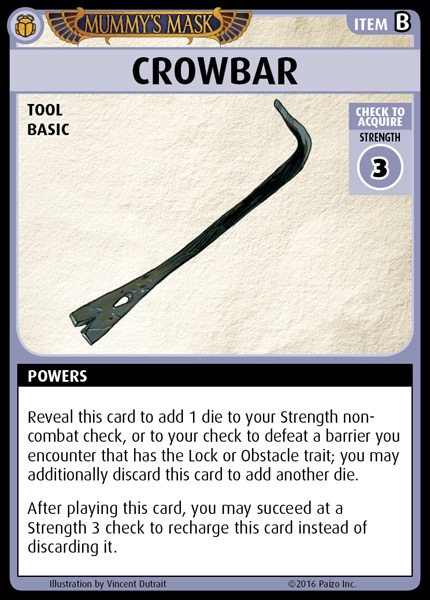 MUMMY'S MASK
ITEM B
CROWBAR
TOOL
BASIC
CHECK TO
ACQUIRE
STRENGTH
3
POWERS
Reveal this card to add 1 die to your Strength non-
combat check, or to your check to defeat a barrier you
encounter that has the Lock or Obstacle trait; you may
additionally discard this card to add another die.
After playing this card, you may succeed at a
Strength 3 check to recharge this card instead of
discarding it.
Illustration by Vincent Dutrait
©2016 Paizo Inc.